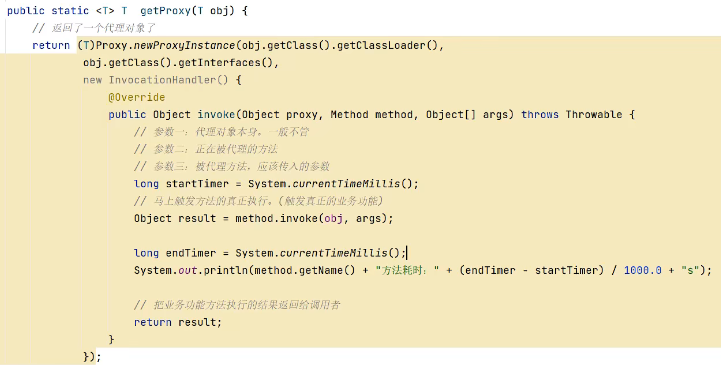 public static <T> T  getProxy(T obj) {
    // 返回了一个代理对象了
    return (T)Proxy.newProxyInstance(obj.getClass().getClassLoader(),
            obj.getClass().getInterfaces(),
            new InvocationHandler() {
                @Override
                public Object invoke(Object proxy, Method method, Object[] args) throws Throwable {
                    // 参数一：代理对象本身。一般不管
                    // 参数二：正在被代理的方法
                    // 参数三：被代理方法，应该传入的参数
                    long startTimer = System.currentTimeMillis();
                    // 马上触发方法的真正执行。(触发真正的业务功能)
                    Object result = method.invoke(obj, args);

                    long endTimer = System.currentTimeMillis();
                    System.out.println(method.getName() + "方法耗时：" + (endTimer - startTimer) / 1000.0 + "s");

                    // 把业务功能方法执行的结果返回给调用者
                    return result;
                }
            });